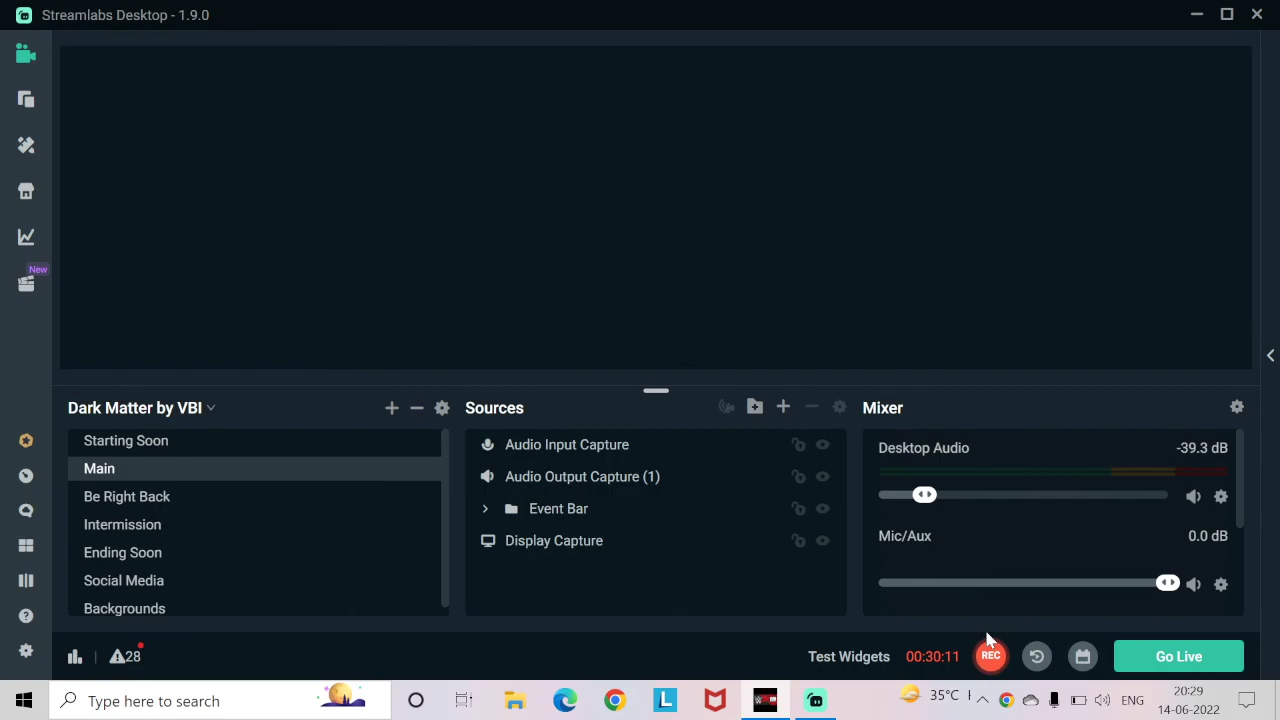 Streamlabs Desktop - 1.9.0
New
Dark Matter by VBI
Starting Soon
Main
Be Right Back
Intermission
Ending Soon
Social Media
Backgrounds
Sources
Audio Input Capture
Audio Output Capture (1)
Event Bar
Display Capture
Mixer
Desktop Audio -39.3 dB
Mic/Aux 0.0 dB
28
Test Widgets 00:30:11 REC Go Live
Type here to search
L
35°C
ENG
20:29
14-06-2022